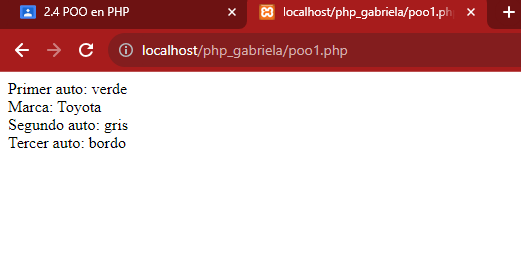 2.4 POO en PHP
localhost/php_gabriela/poo1.php
localhost/php_gabriela/poo1.php
Primer auto: verde
Marca: Toyota
Segundo auto: gris
Tercer auto: bordo